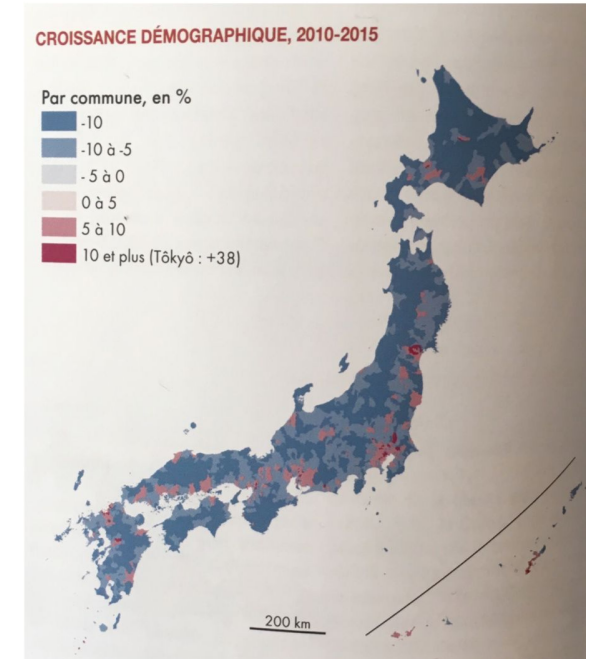 CROISSANCE DÉMOGRAPHIQUE, 2010-2015
Par commune, en %
-10
-10 à -5
- 5 à 0
0 à 5
5 à 10
10 et plus (Tôkyô : +38)
200 km